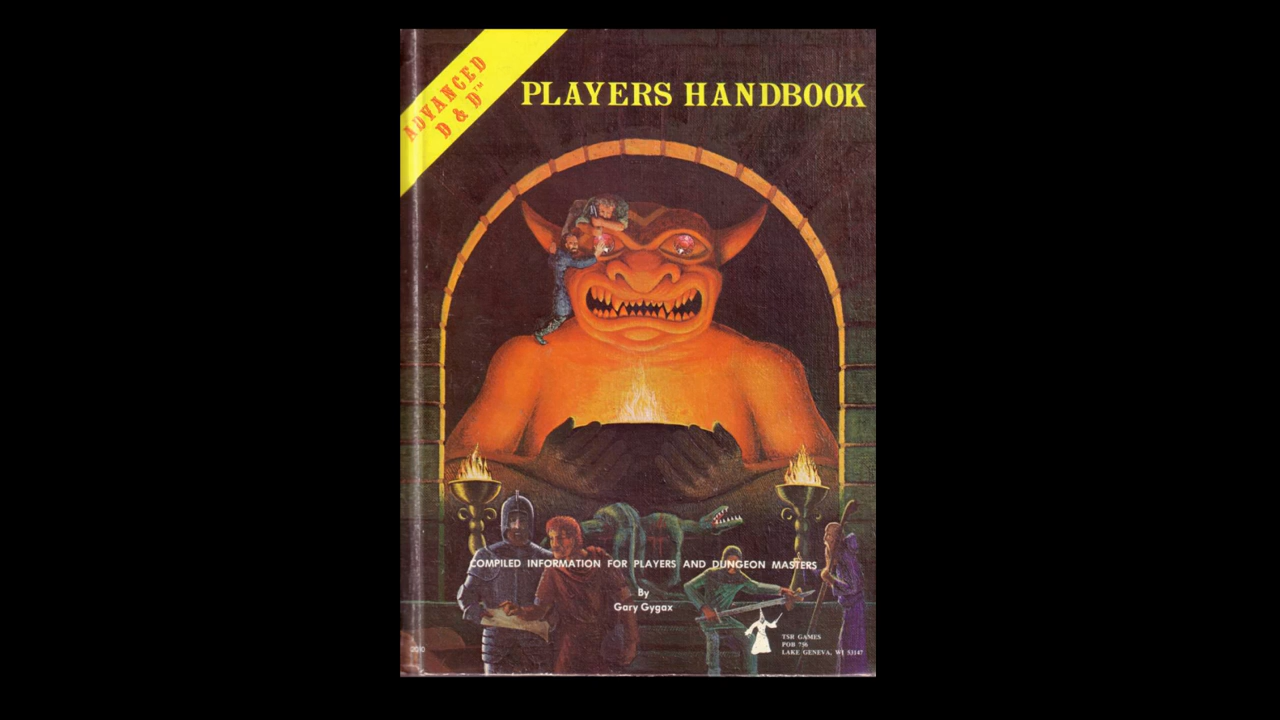 ADVANCED
D & D™
PLAYERS HANDBOOK
COMPILED INFORMATION FOR PLAYERS AND DUNGEON MASTERS
By
Gary Gygax
TSR GAMES
POB 756
LAKE GENEVA, WI 53147